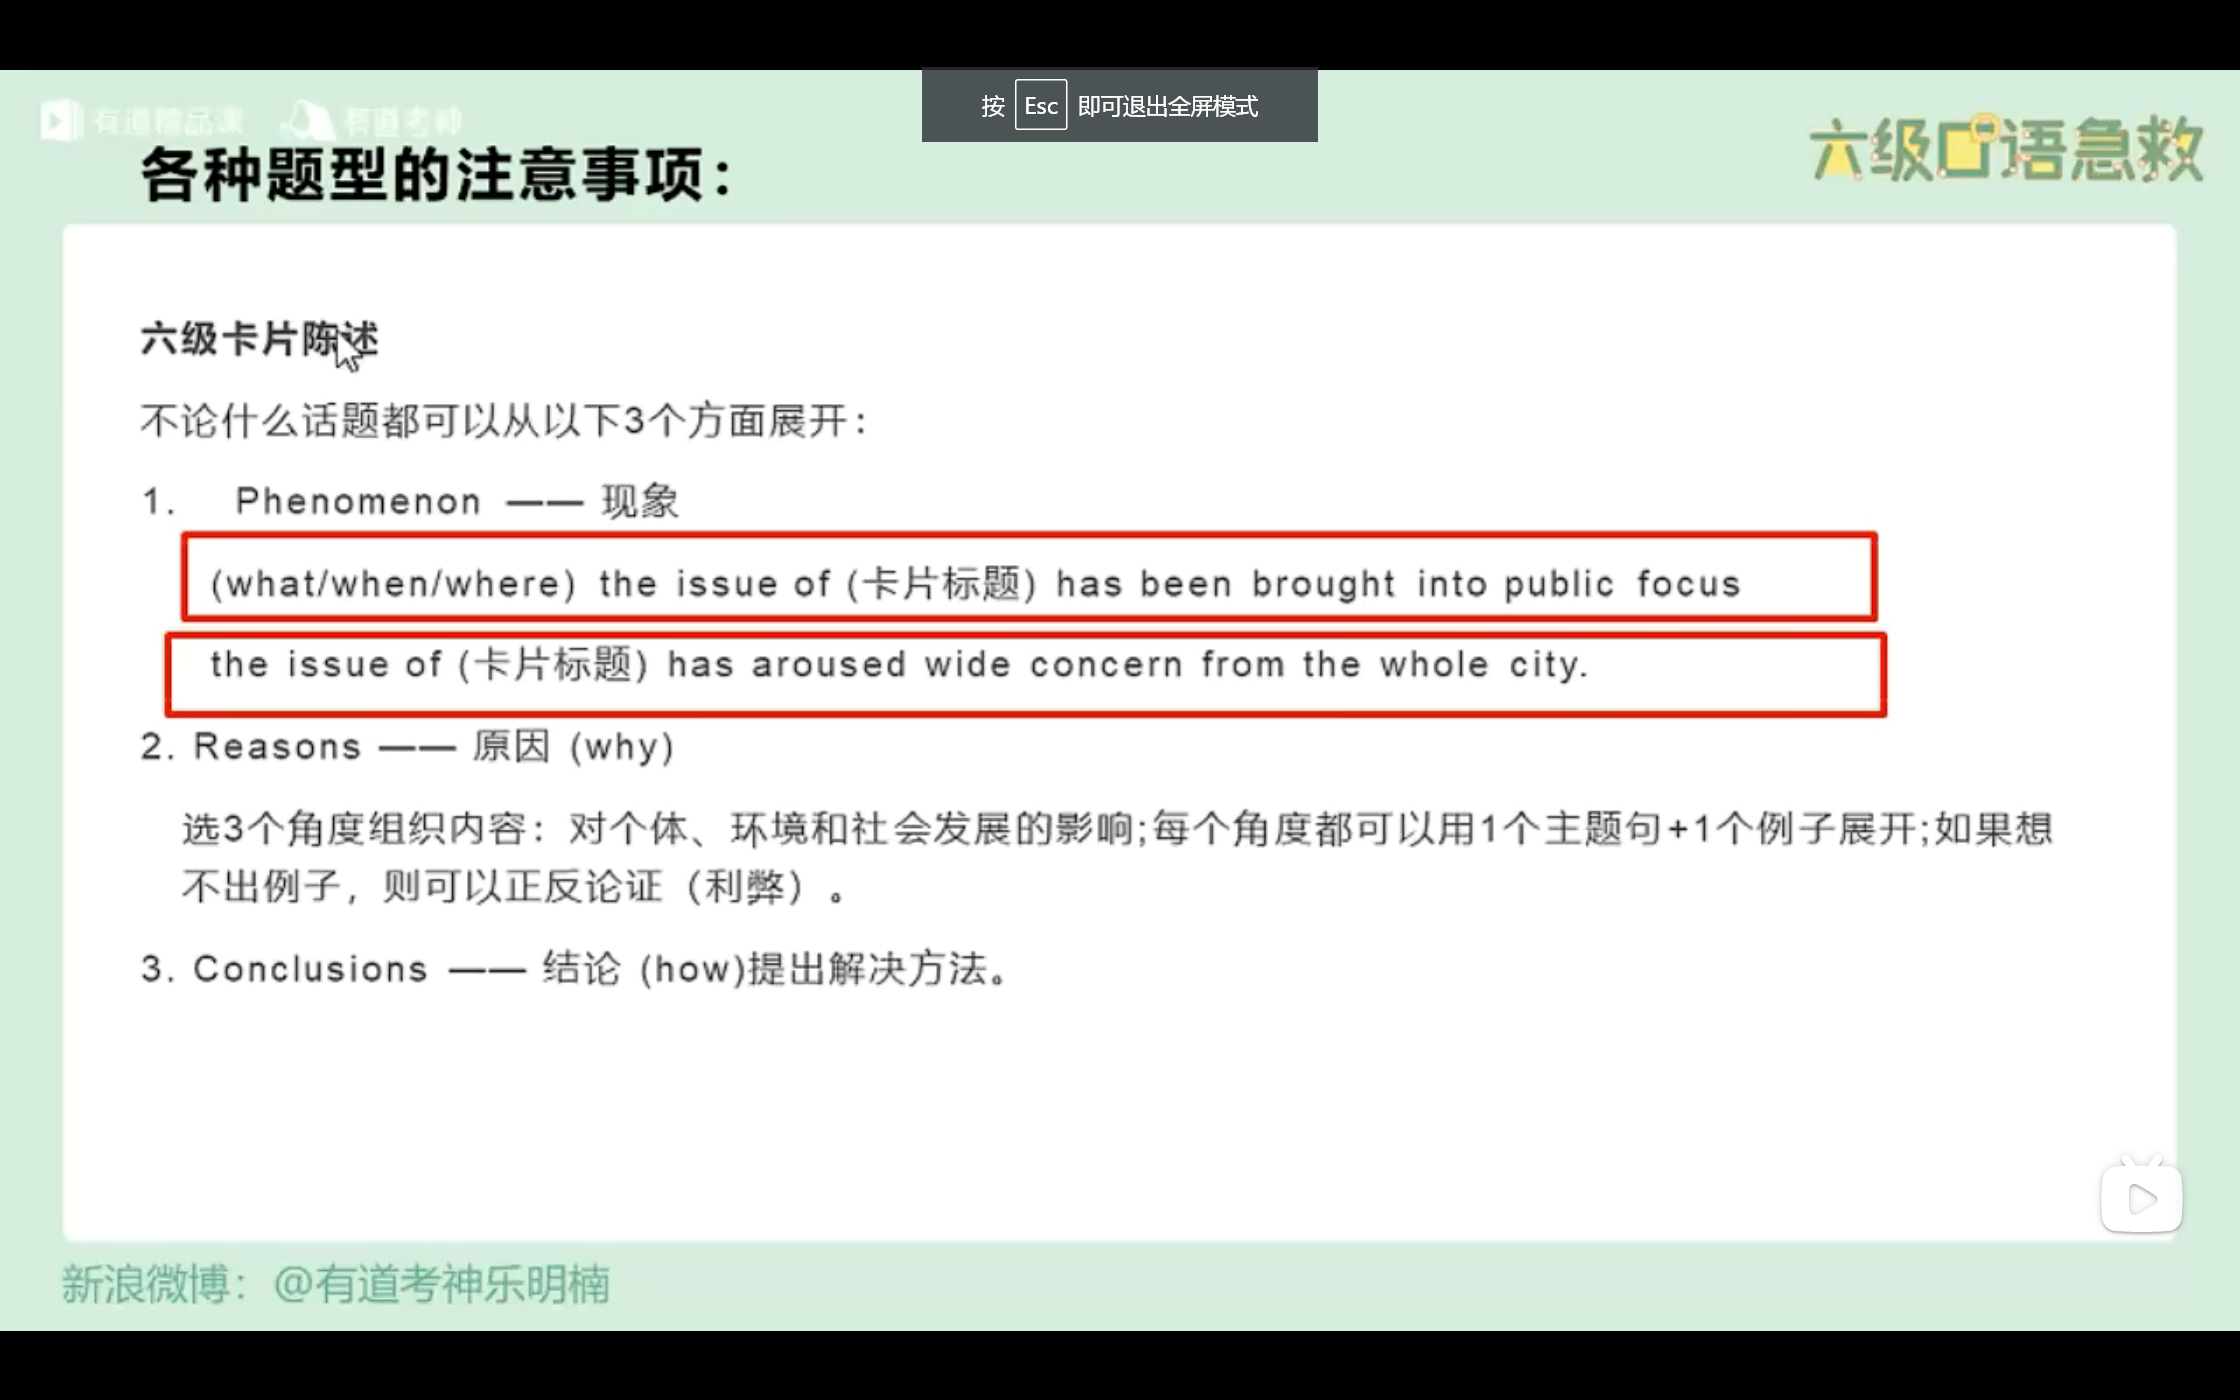 按 Esc 即可退出全屏模式
有道精品课 有道考神
六级口语急救
各种题型的注意事项：
六级卡片陈述
不论什么话题都可以从以下3个方面展开：
1. Phenomenon —— 现象
(what/when/where) the issue of (卡片标题) has been brought into public focus
the issue of (卡片标题) has aroused wide concern from the whole city.
2. Reasons —— 原因 (why)
选3个角度组织内容：对个体、环境和社会发展的影响;每个角度都可以用1个主题句+1个例子展开;如果想
不出例子，则可以正反论证（利弊）。
3. Conclusions —— 结论 (how)提出解决方法。
新浪微博：@有道考神乐明楠